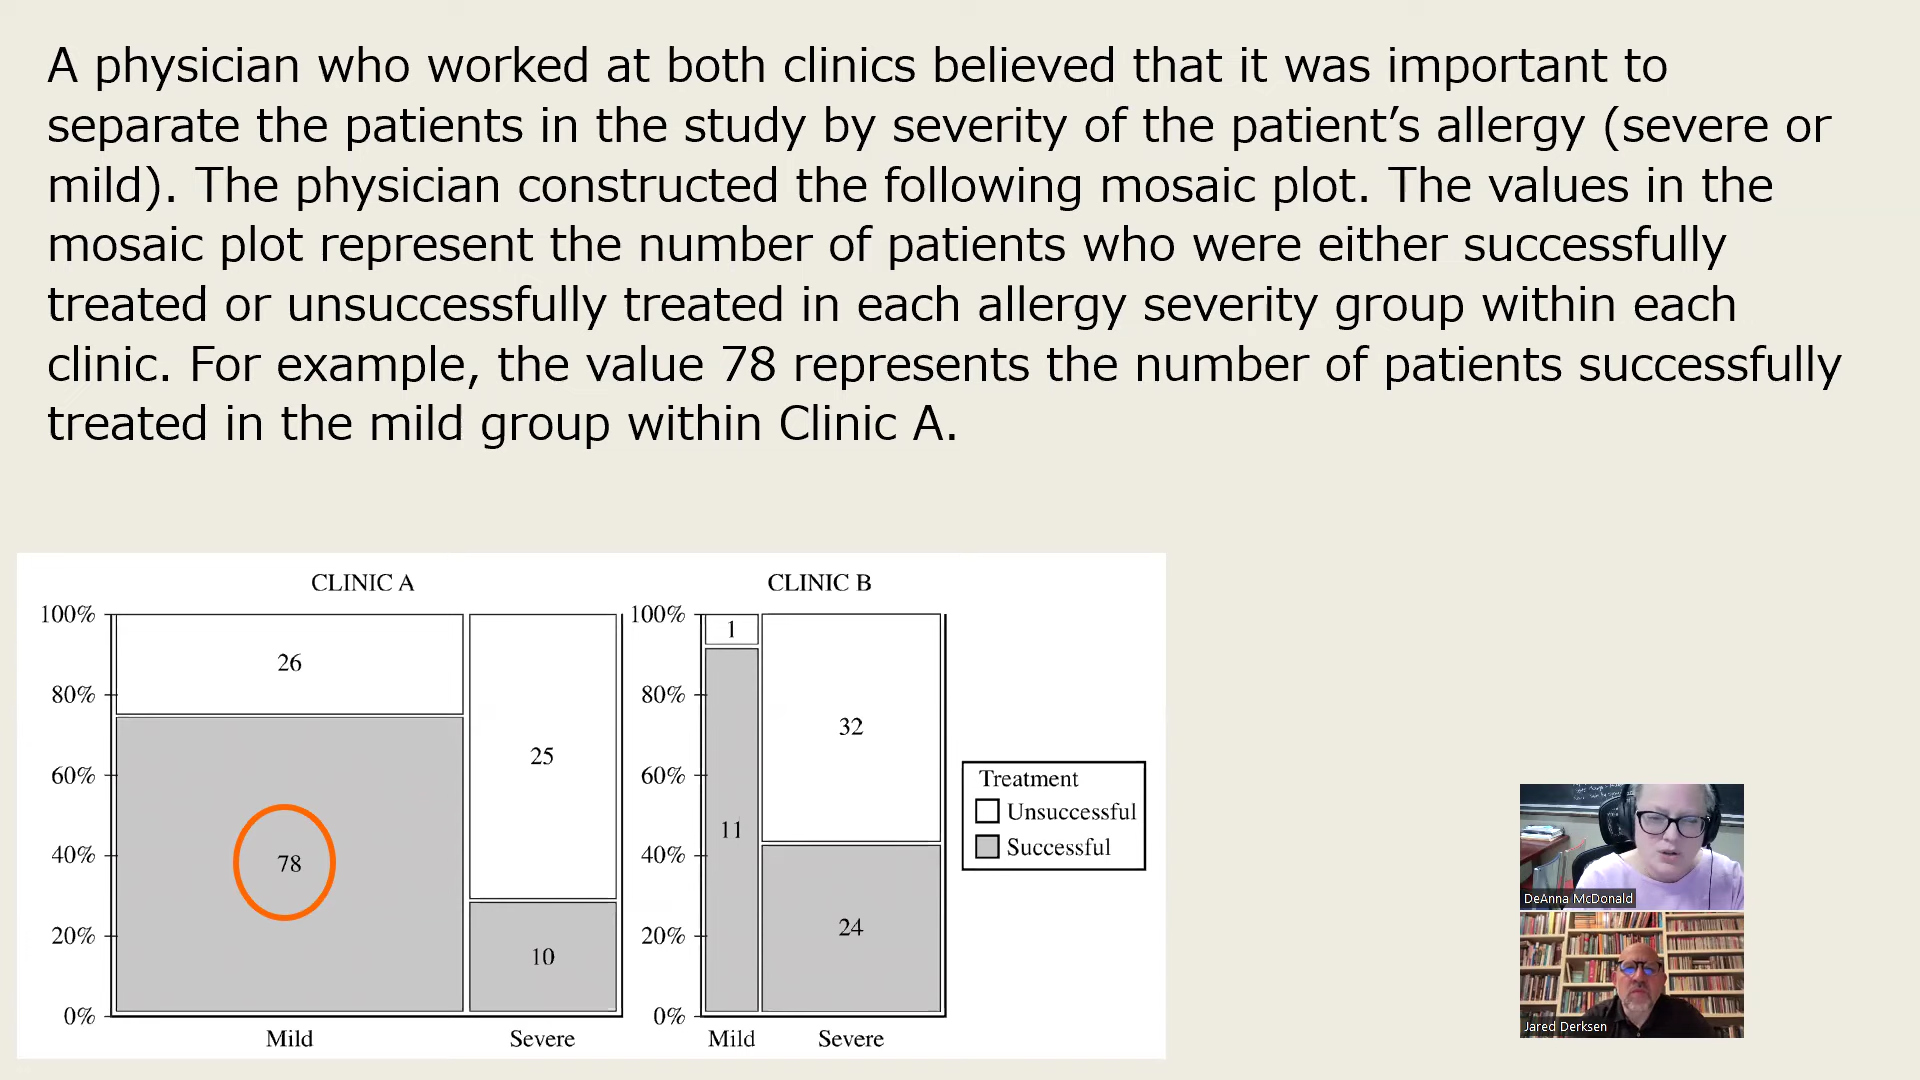 A physician who worked at both clinics believed that it was important to
separate the patients in the study by severity of the patient’s allergy (severe or
mild). The physician constructed the following mosaic plot. The values in the
mosaic plot represent the number of patients who were either successfully
treated or unsuccessfully treated in each allergy severity group within each
clinic. For example, the value 78 represents the number of patients successfully
treated in the mild group within Clinic A.
CLINIC A
100%
80%
60%
40%
20%
0%
26
78
25
10
Mild
Severe
CLINIC B
100%
80%
60%
40%
20%
0%
1
11
32
24
Mild
Severe
Treatment
Unsuccessful
Successful
DeAnna McDonald
Jared Derksen